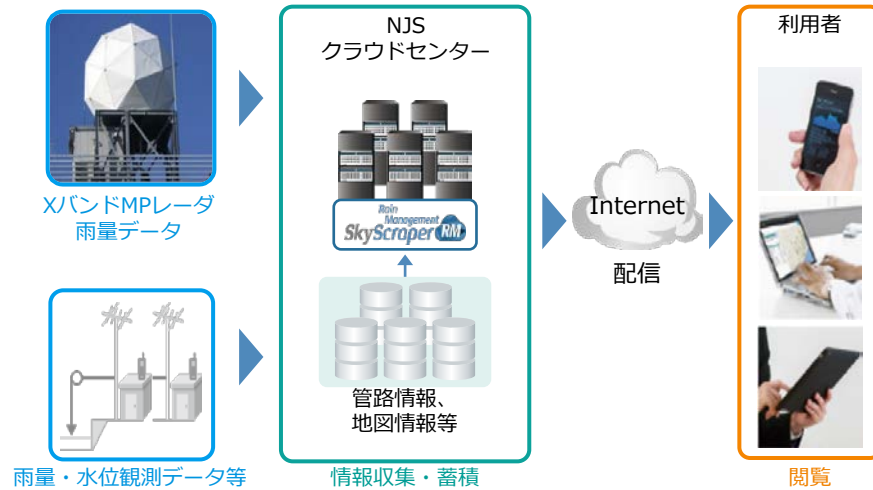 XバンドMPレーダ
雨量データ
雨量・水位観測データ等
NJS
クラウドセンター
Rain
Management
SkyScraper RM
管路情報、
地図情報等
情報収集・蓄積
Internet
配信
利用者
閲覧